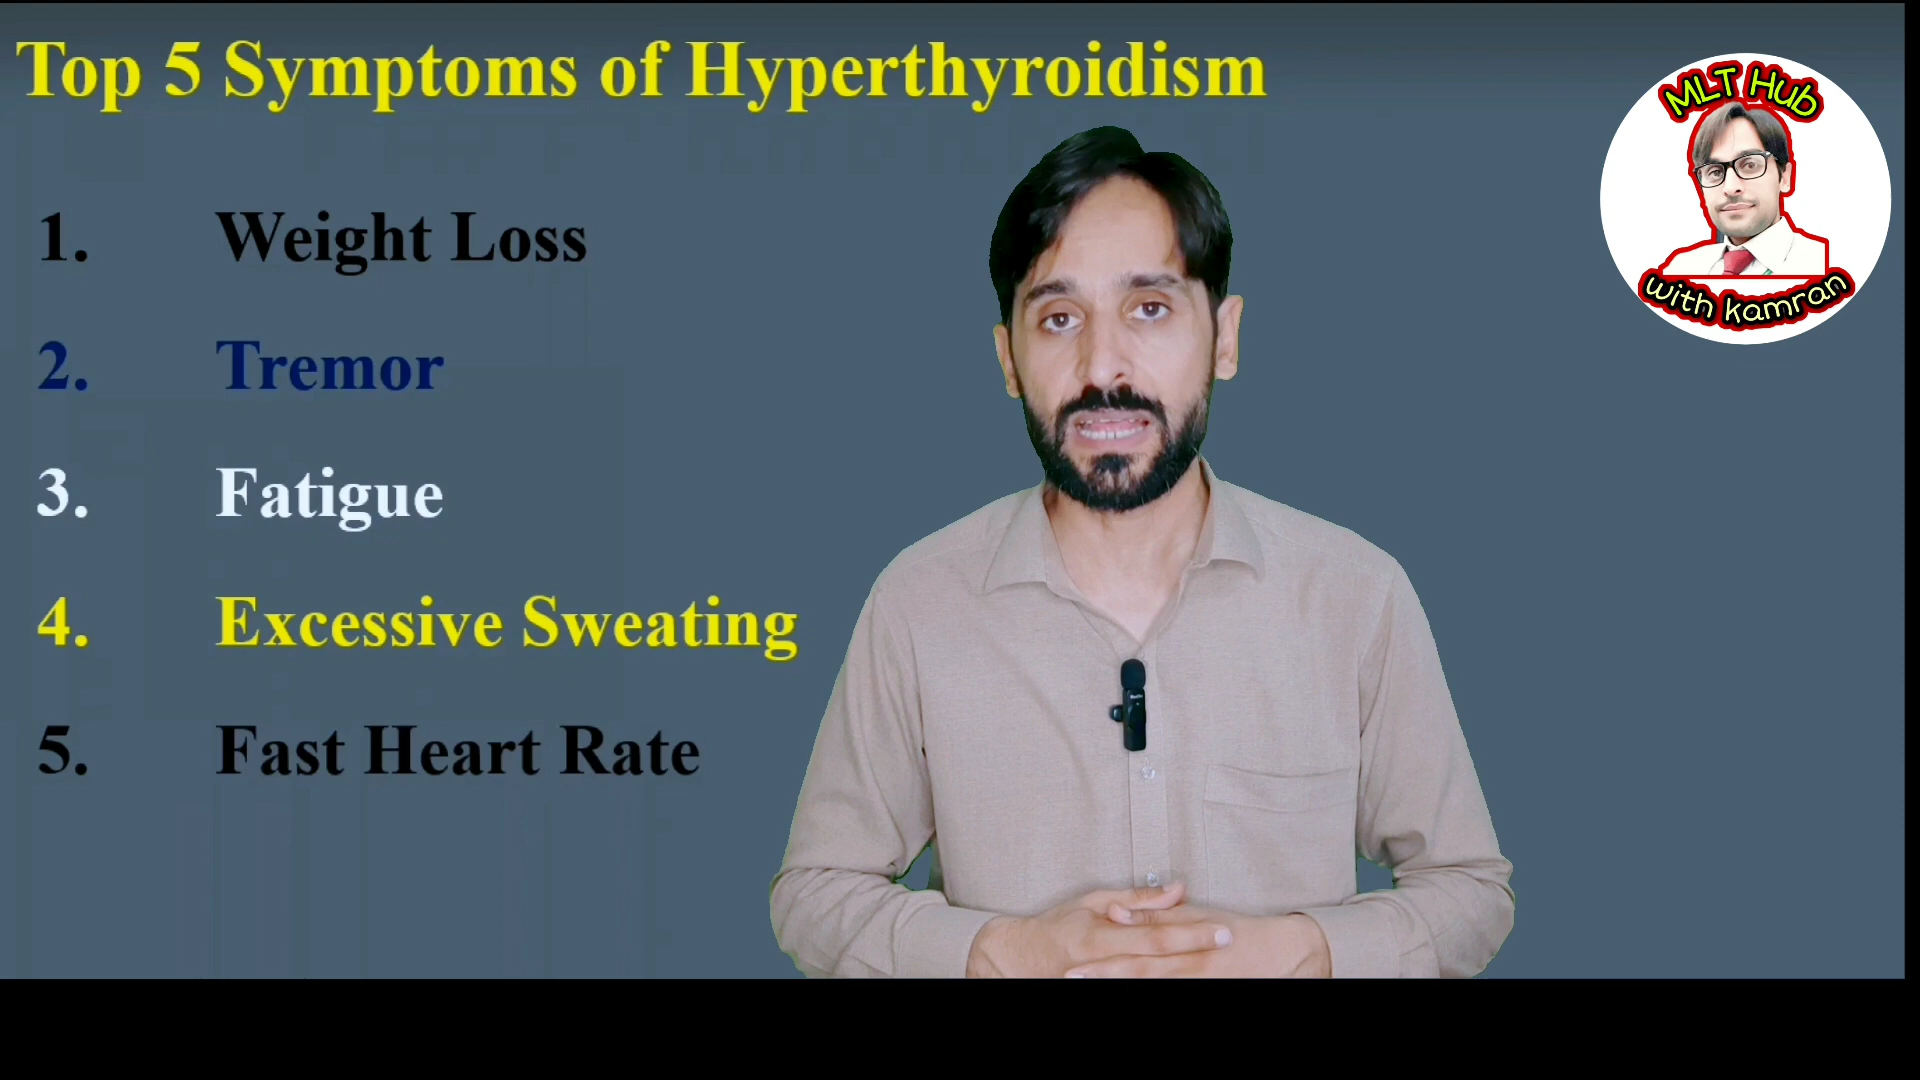 Top 5 Symptoms of Hyperthyroidism
MLT Hub
with kamran
1. Weight Loss
2. Tremor
3. Fatigue
4. Excessive Sweating
5. Fast Heart Rate